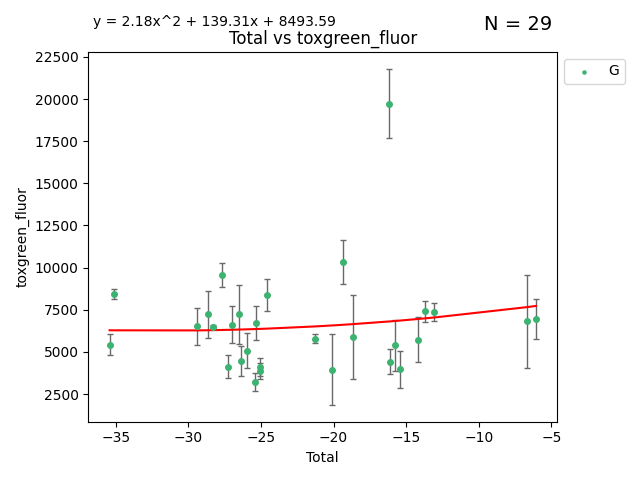 y = 2.18x^2 + 139.31x + 8493.59
N = 29
Total vs toxgreen_fluor
G
22500
20000
17500
15000
12500
10000
7500
5000
2500
toxgreen_fluor
−35
−30
−25
−20
−15
−10
−5
Total